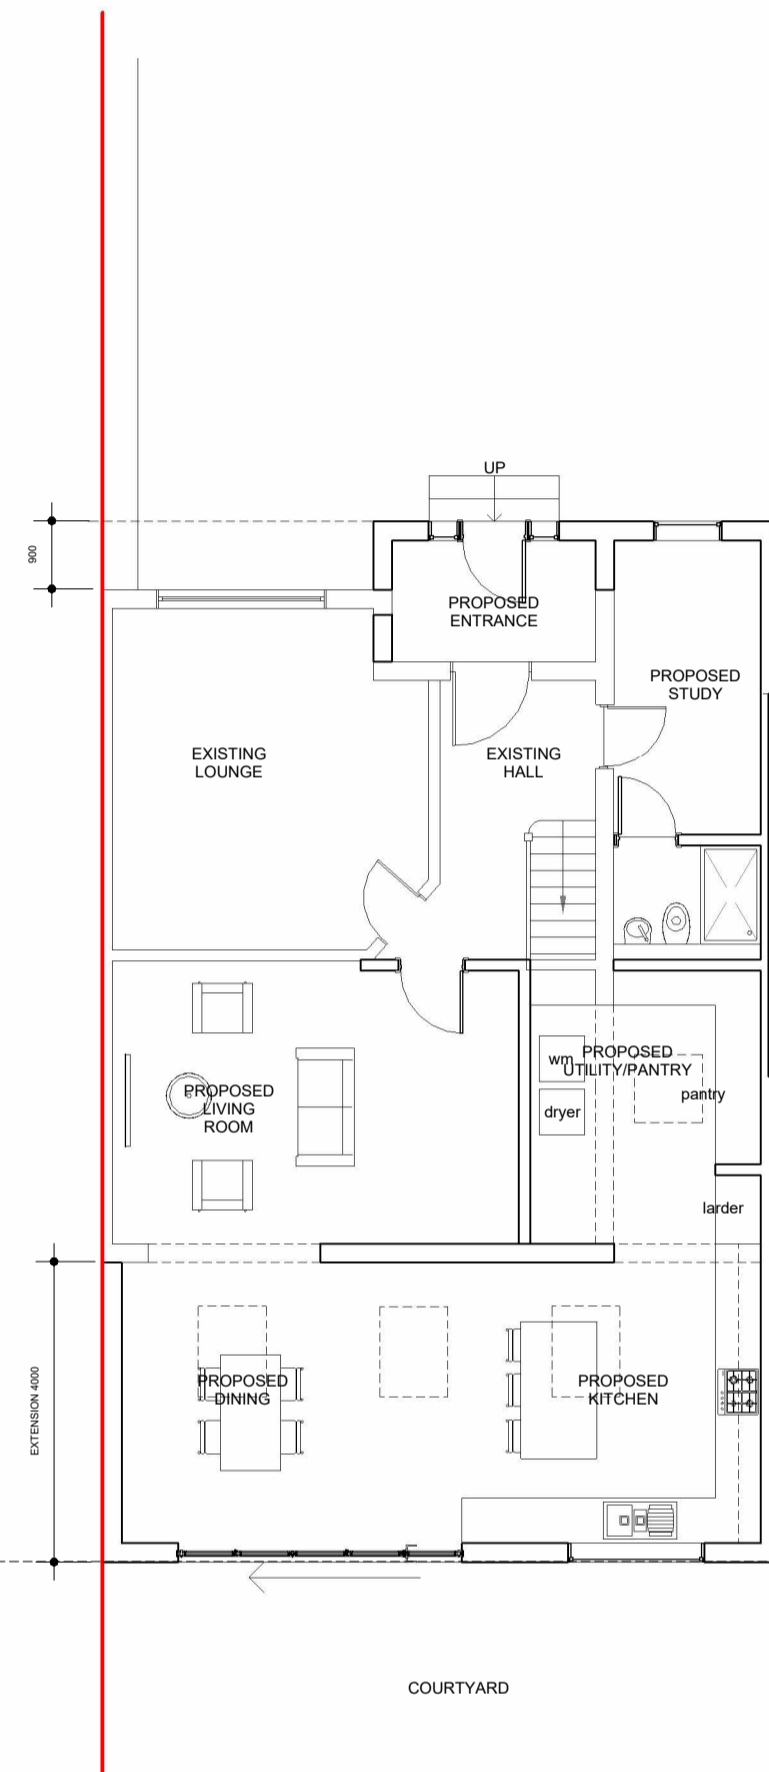 UP
900
PROPOSED
ENTRANCE
PROPOSED
STUDY
EXISTING
LOUNGE
EXISTING
HALL
wm
PROPOSED
UTILITY/PANTRY
pantry
dryer
PROPOSED
LIVING
ROOM
larder
EXTENSION 4000
PROPOSED
DINING
PROPOSED
KITCHEN
COURTYARD